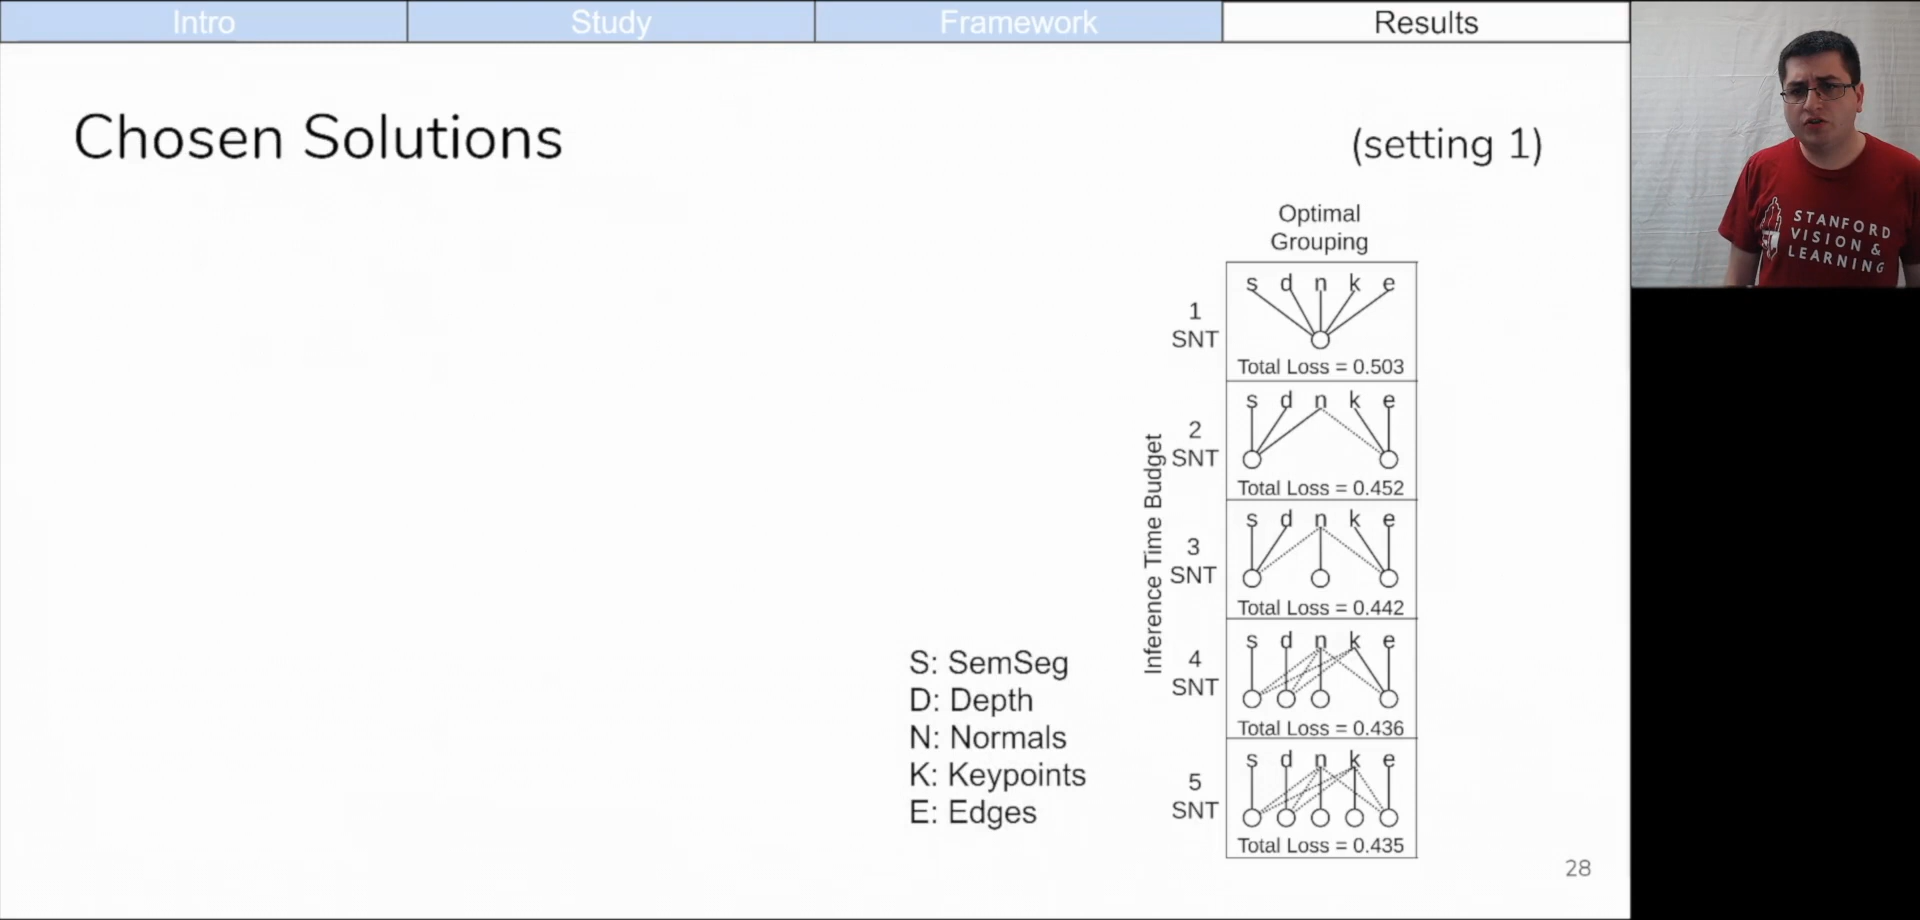 Intro
Study
Framework
Results
Chosen Solutions
(setting 1)
Optimal
Grouping
Inference Time Budget
1
SNT
s d n k e
Total Loss = 0.503
2
SNT
s d n k e
Total Loss = 0.452
3
SNT
s d n k e
Total Loss = 0.442
4
SNT
s d n k e
Total Loss = 0.436
5
SNT
s d n k e
Total Loss = 0.435
S: SemSeg
D: Depth
N: Normals
K: Keypoints
E: Edges
28
STANFORD
VISION &
LEARNING